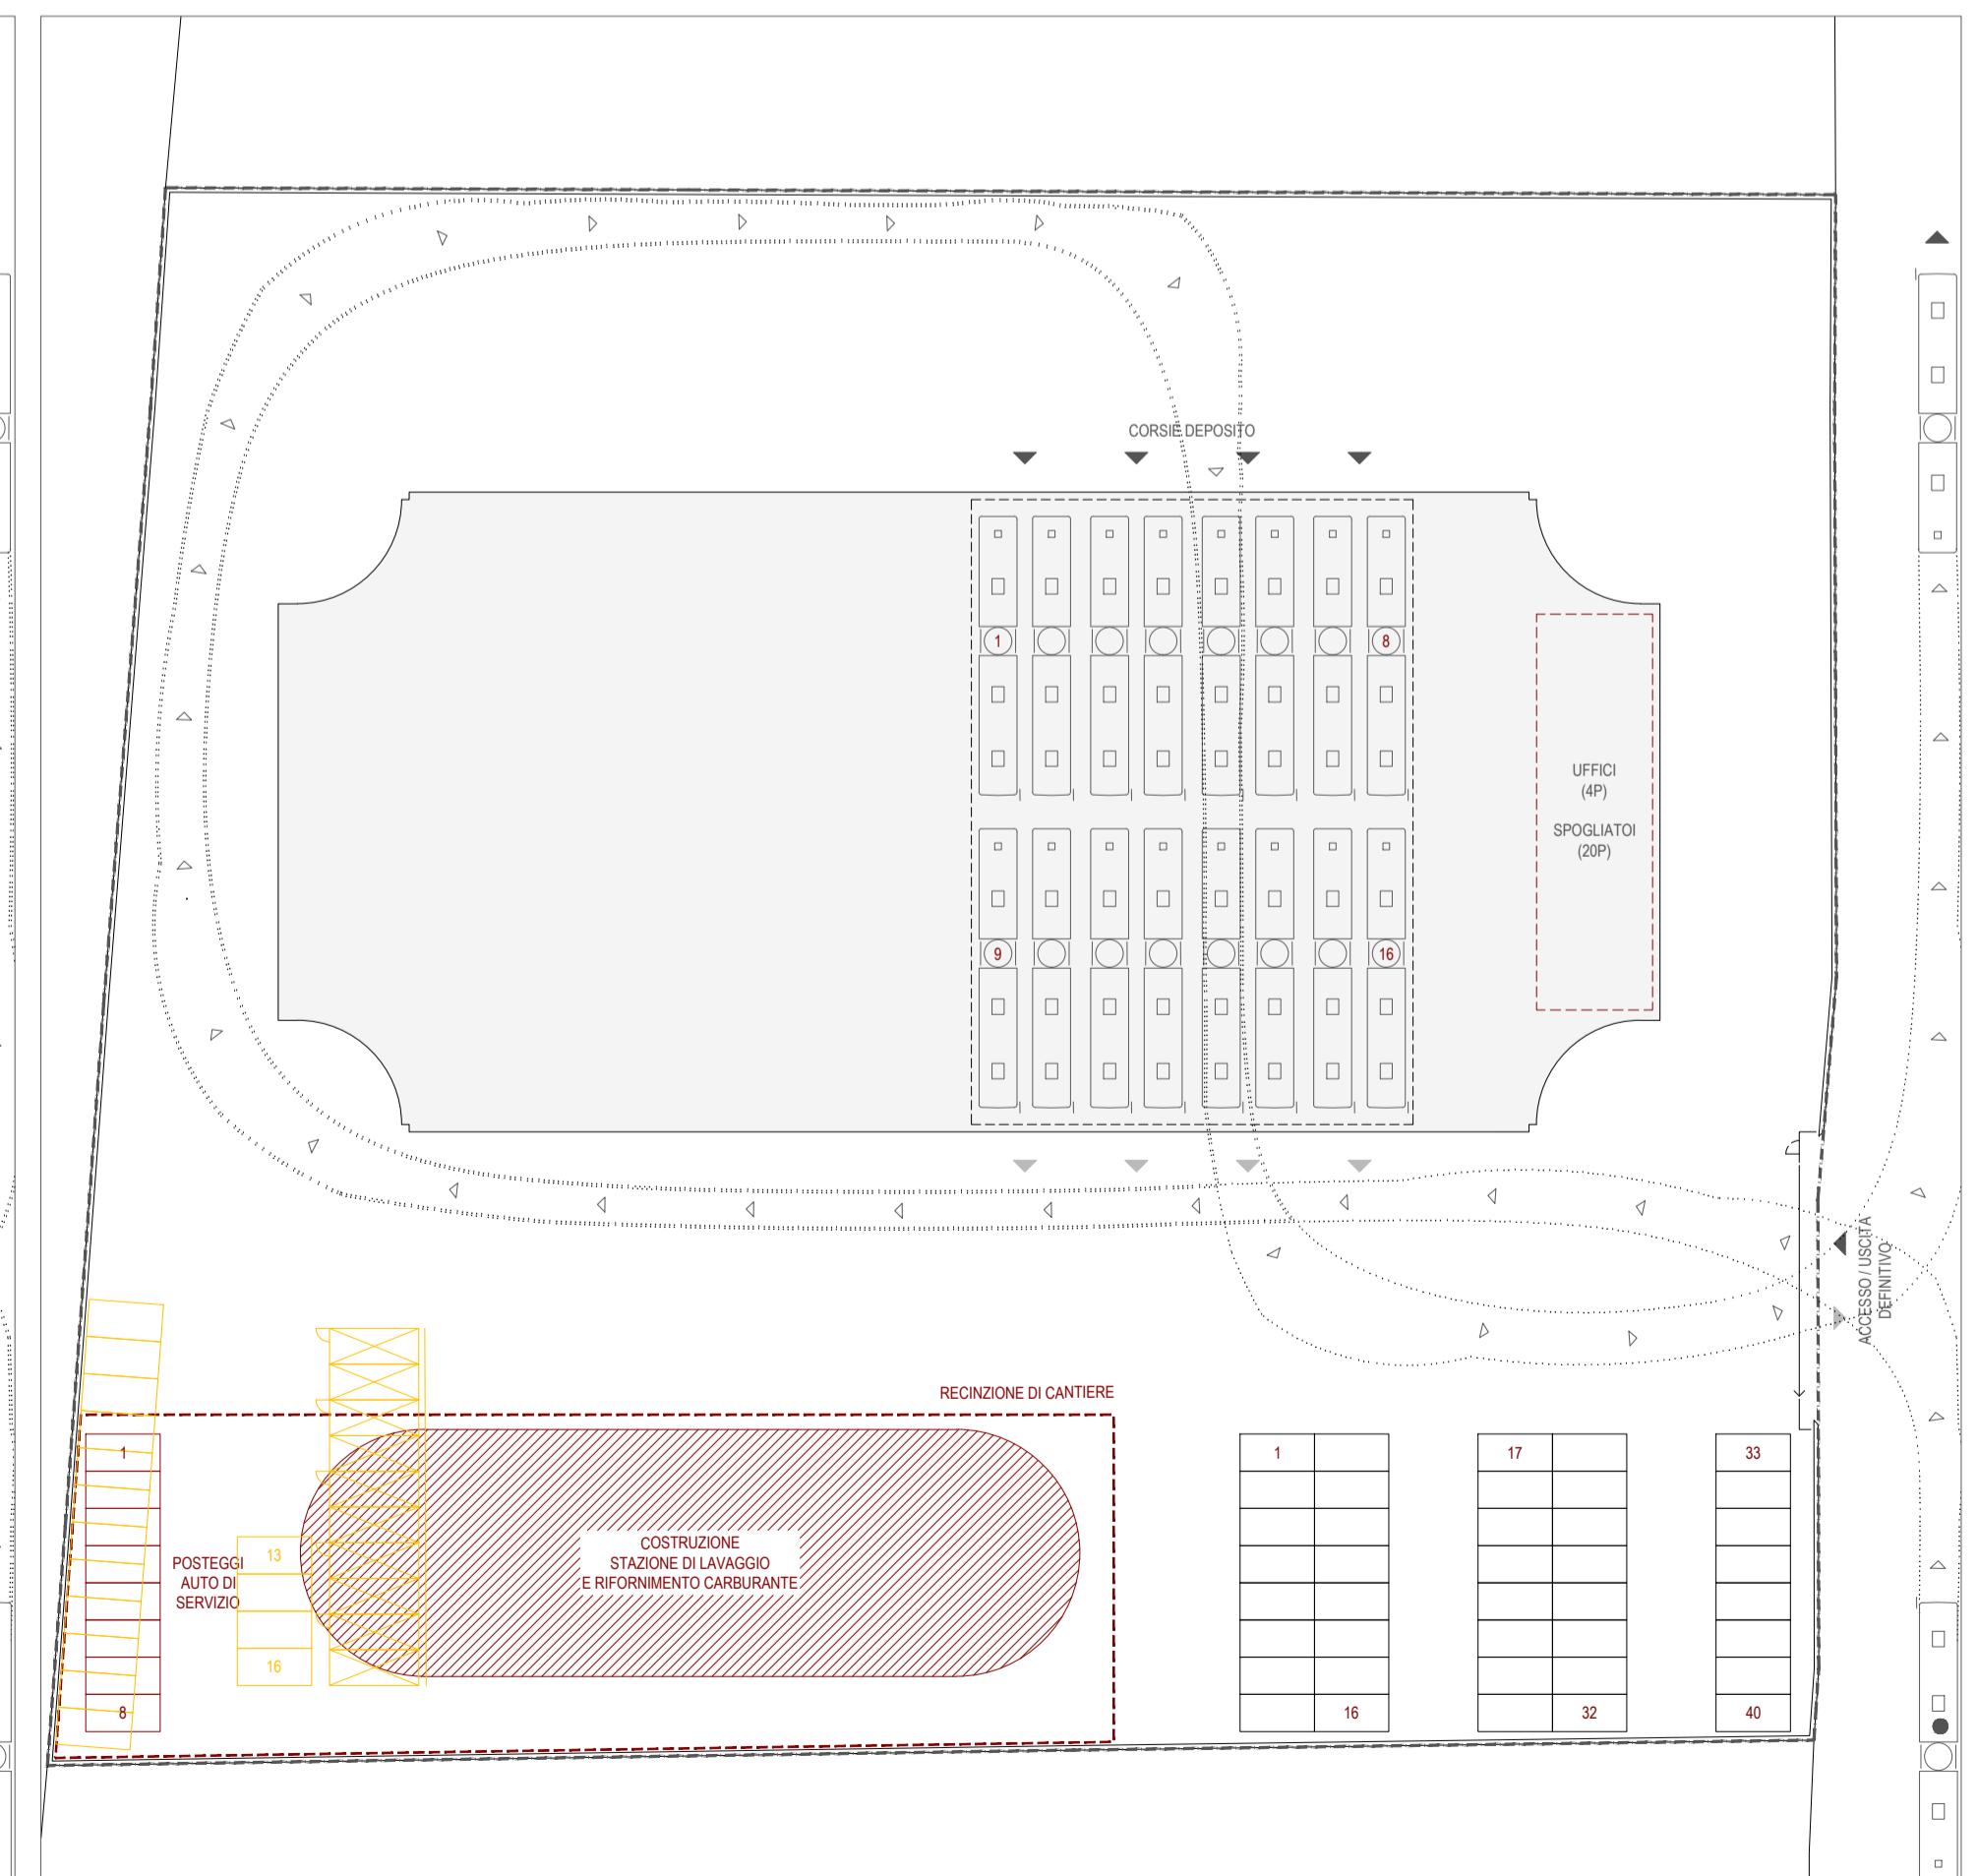 CORSIE DEPOSITO
1
8
UFFICI
(4P)
SPOGLIATOI
(20P)
9
16
ACCESSO / USCITA
DEFINITIVO
RECINZIONE DI CANTIERE
1
POSTEGGI
AUTO DI
SERVIZIO
8
13
16
COSTRUZIONE
STAZIONE DI LAVAGGIO
E RIFORNIMENTO CARBURANTE
1
17
33
16
32
40